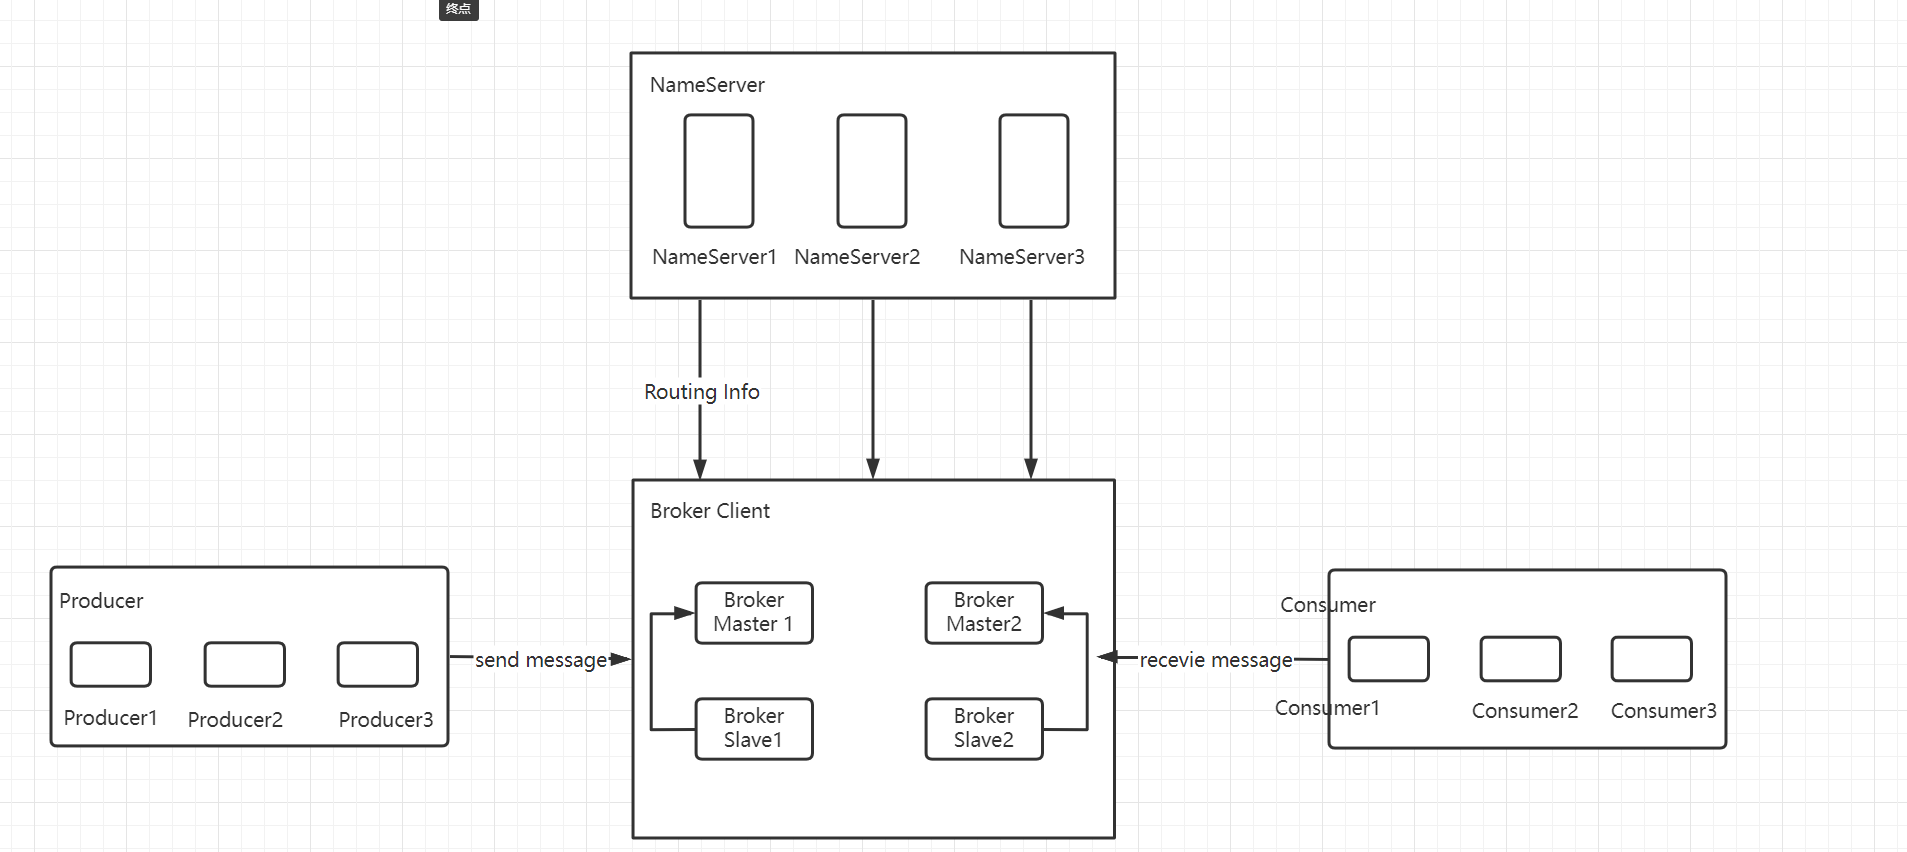 终点
NameServer
NameServer1
NameServer2
NameServer3
Routing Info
Broker Client
Broker
Master 1
Broker
Master2
Broker
Slave1
Broker
Slave2
Producer
Producer1
Producer2
Producer3
send message
recevie message
Consumer
Consumer1
Consumer2
Consumer3